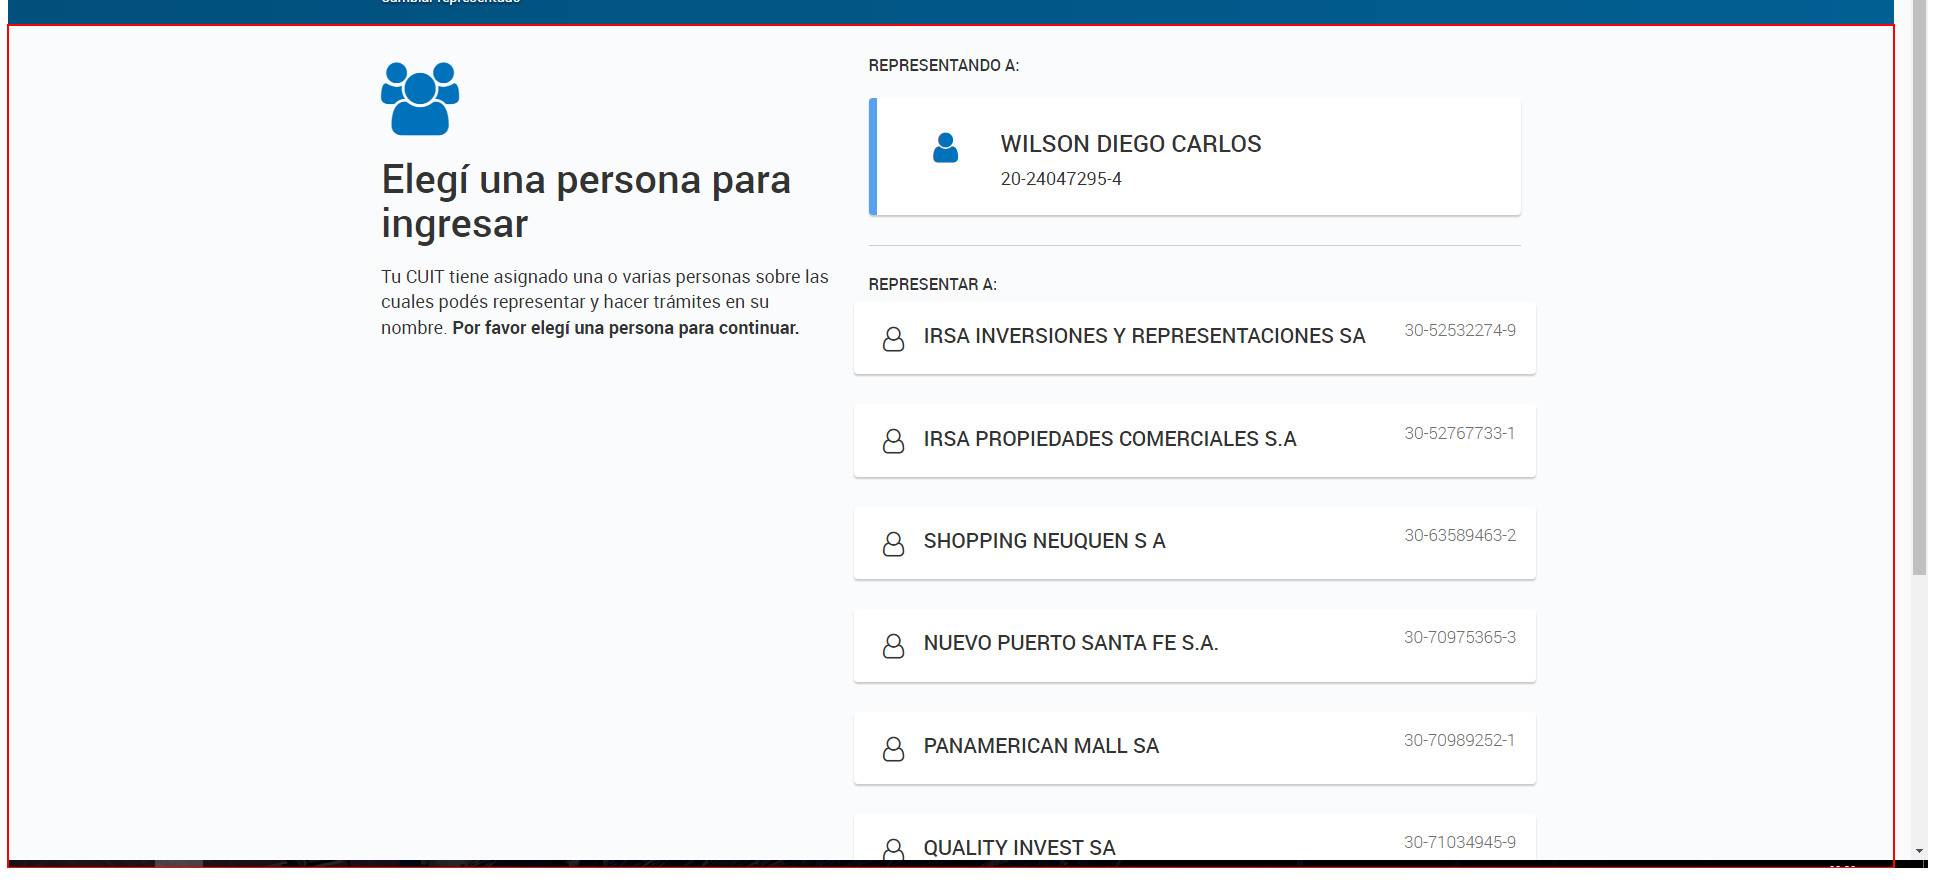 Cambiar representado
Elegí una persona para
ingresar
Tu CUIT tiene asignado una o varias personas sobre las
cuales podés representar y hacer trámites en su
nombre. Por favor elegí una persona para continuar.
REPRESENTANDO A:
WILSON DIEGO CARLOS
20-24047295-4
REPRESENTAR A:
IRSA INVERSIONES Y REPRESENTACIONES SA 30-52532274-9
IRSA PROPIEDADES COMERCIALES S.A 30-52767733-1
SHOPPING NEUQUEN S A 30-63589463-2
NUEVO PUERTO SANTA FE S.A. 30-70975365-3
PANAMERICAN MALL SA 30-70989252-1
QUALITY INVEST SA 30-71034945-9